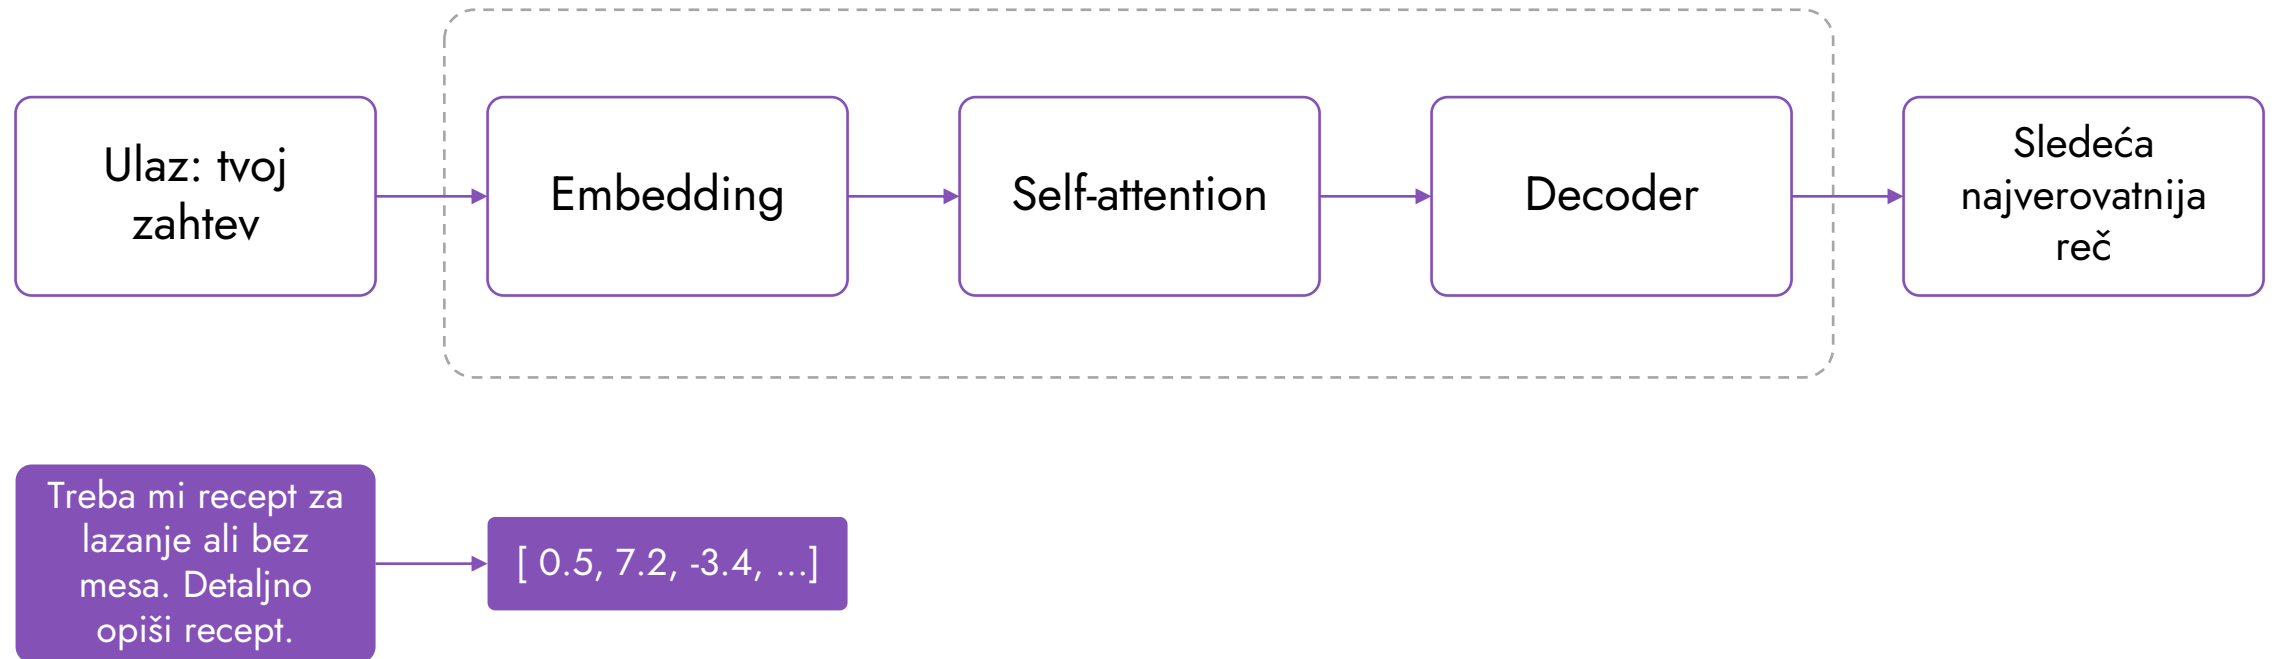 Ulaz: tvoj
zahtev
Embedding
Self-attention
Decoder
Sledeća
najverovatnija
reč
Treba mi recept za
lazanje ali bez
mesa. Detaljno
opiši recept.
[ 0.5, 7.2, -3.4, ...]